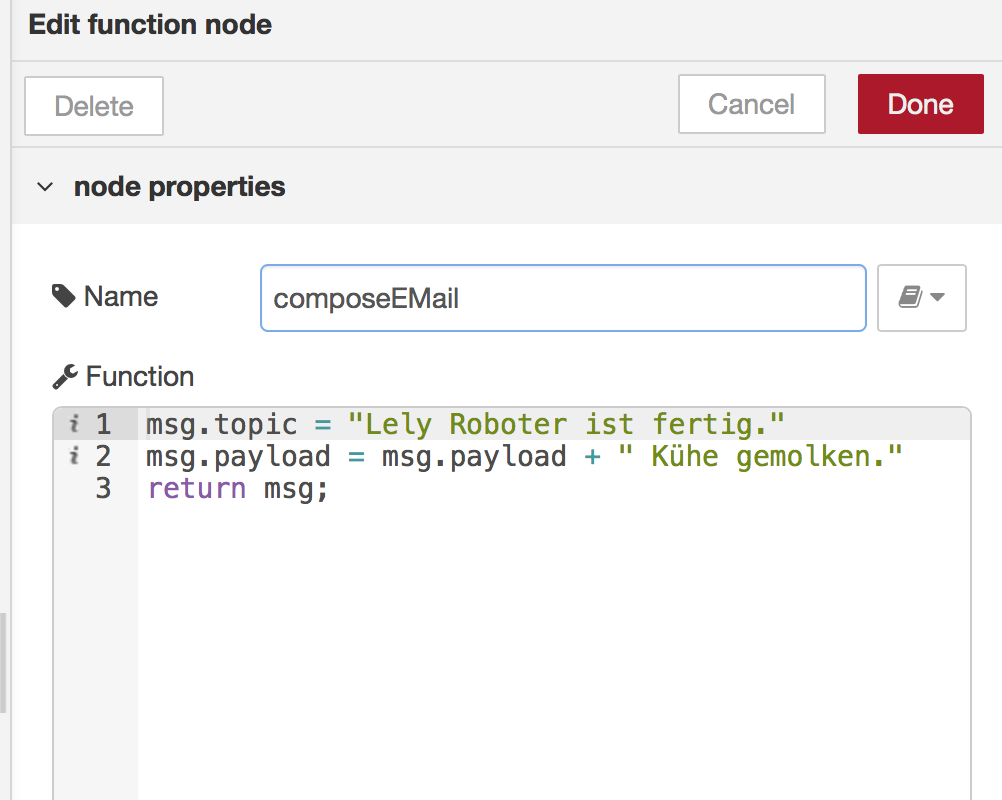 Edit function node
Delete Cancel Done
node properties
Name composeEMail
Function
1 msg.topic = "Lely Roboter ist fertig."
2 msg.payload = msg.payload + " Kühe gemolken."
3 return msg;